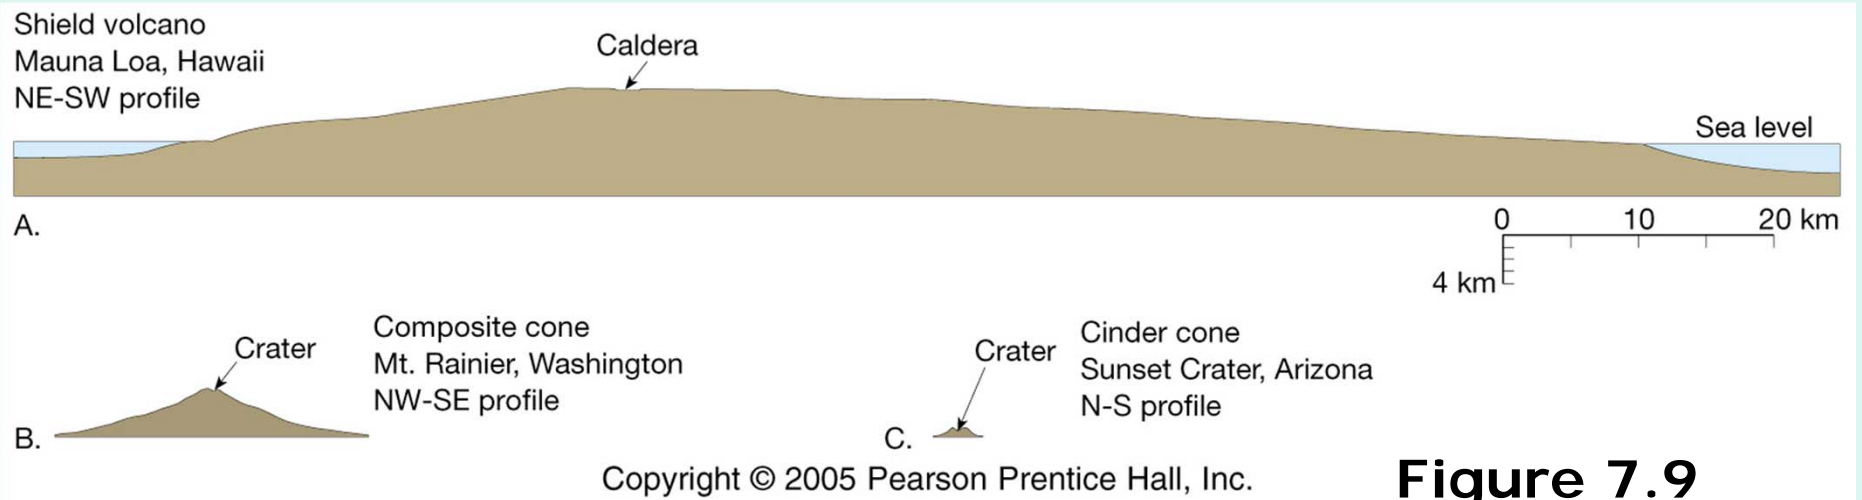 Shield volcano
Mauna Loa, Hawaii
NE-SW profile
Caldera
Sea level
A.
0 10 20 km
4 km
Crater
Composite cone
Mt. Rainier, Washington
NW-SE profile
B.
Crater
Cinder cone
Sunset Crater, Arizona
N-S profile
C.
Copyright © 2005 Pearson Prentice Hall, Inc.
Figure 7.9